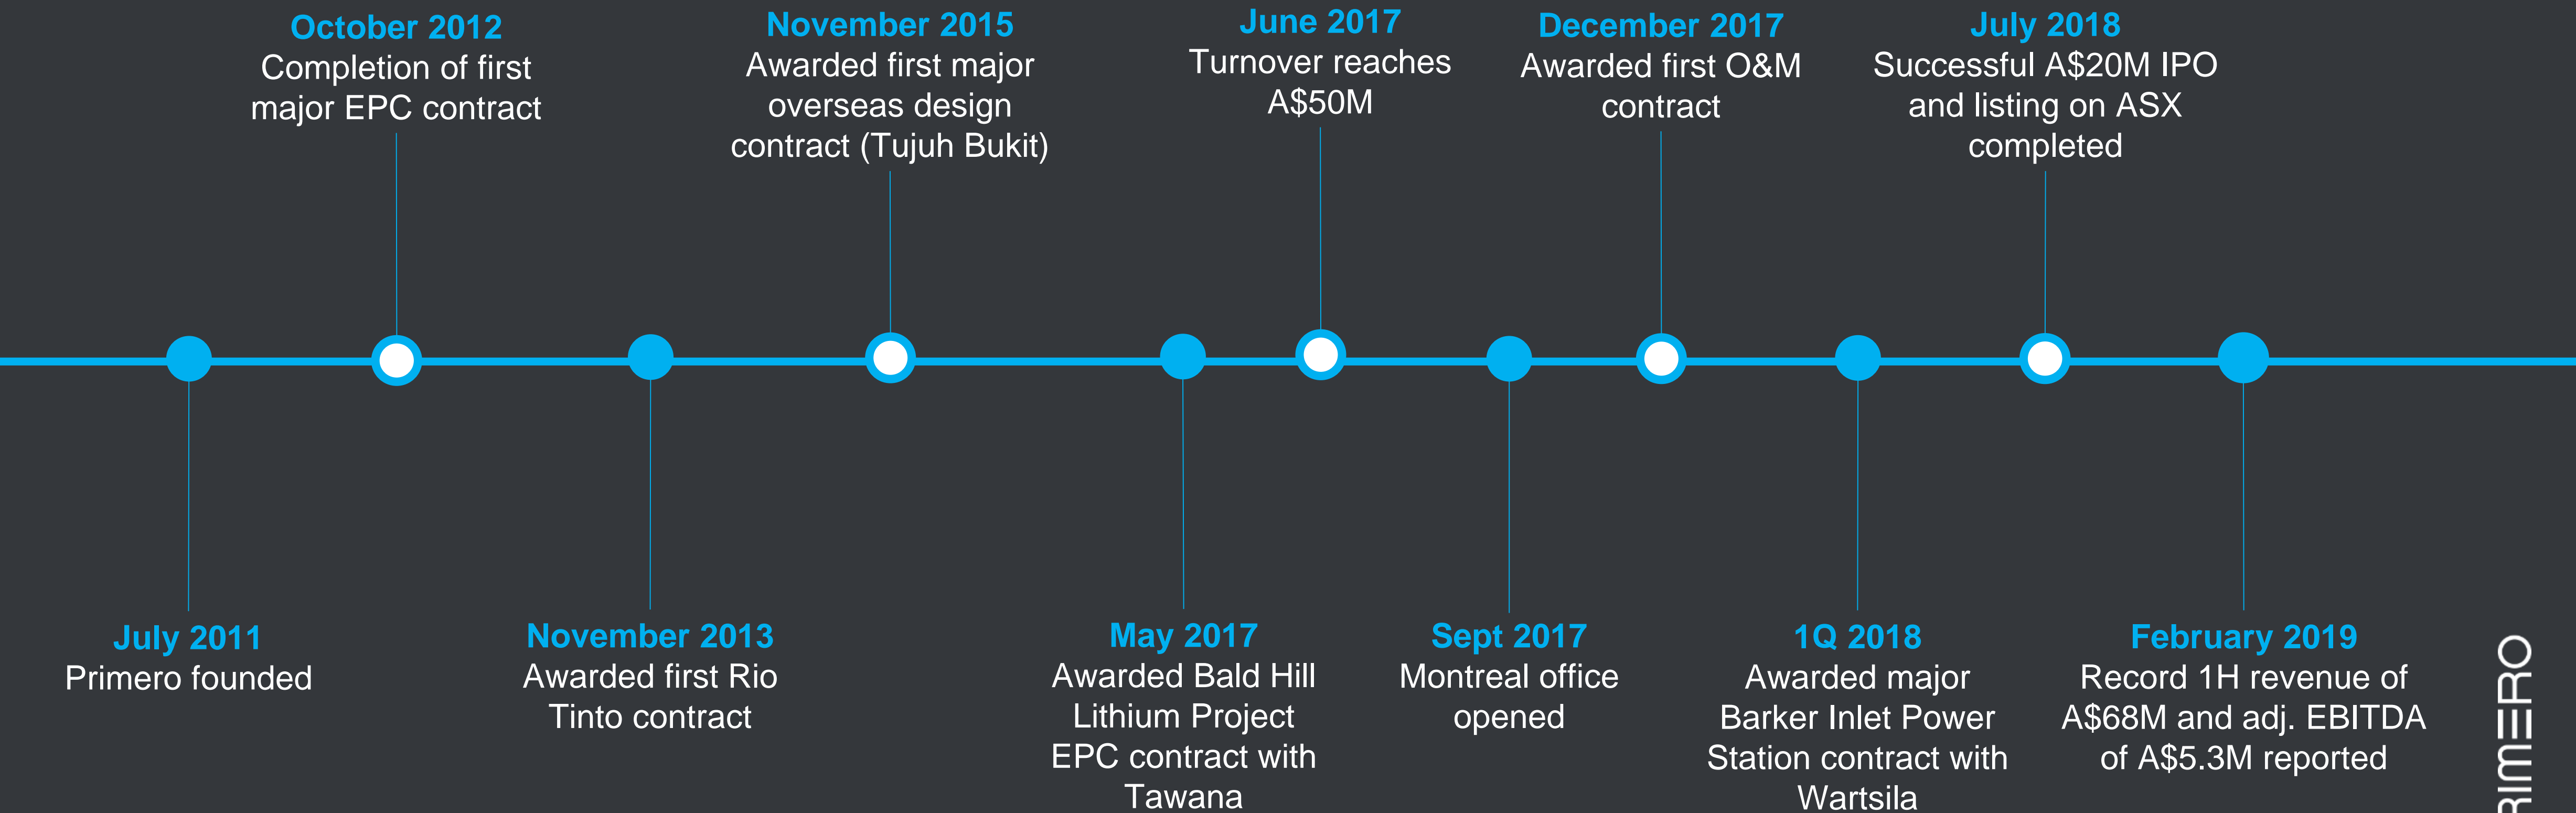 October 2012
Completion of first
major EPC contract
November 2015
Awarded first major
overseas design
contract (Tujuh Bukit)
June 2017
Turnover reaches
A$50M
December 2017
Awarded first O&M
contract
July 2018
Successful A$20M IPO
and listing on ASX
completed
July 2011
Primero founded
November 2013
Awarded first Rio
Tinto contract
May 2017
Awarded Bald Hill
Lithium Project
EPC contract with
Tawana
Sept 2017
Montreal office
opened
1Q 2018
Awarded major
Barker Inlet Power
Station contract with
Wartsila
February 2019
Record 1H revenue of
A$68M and adj. EBITDA
of A$5.3M reported
RIMERO